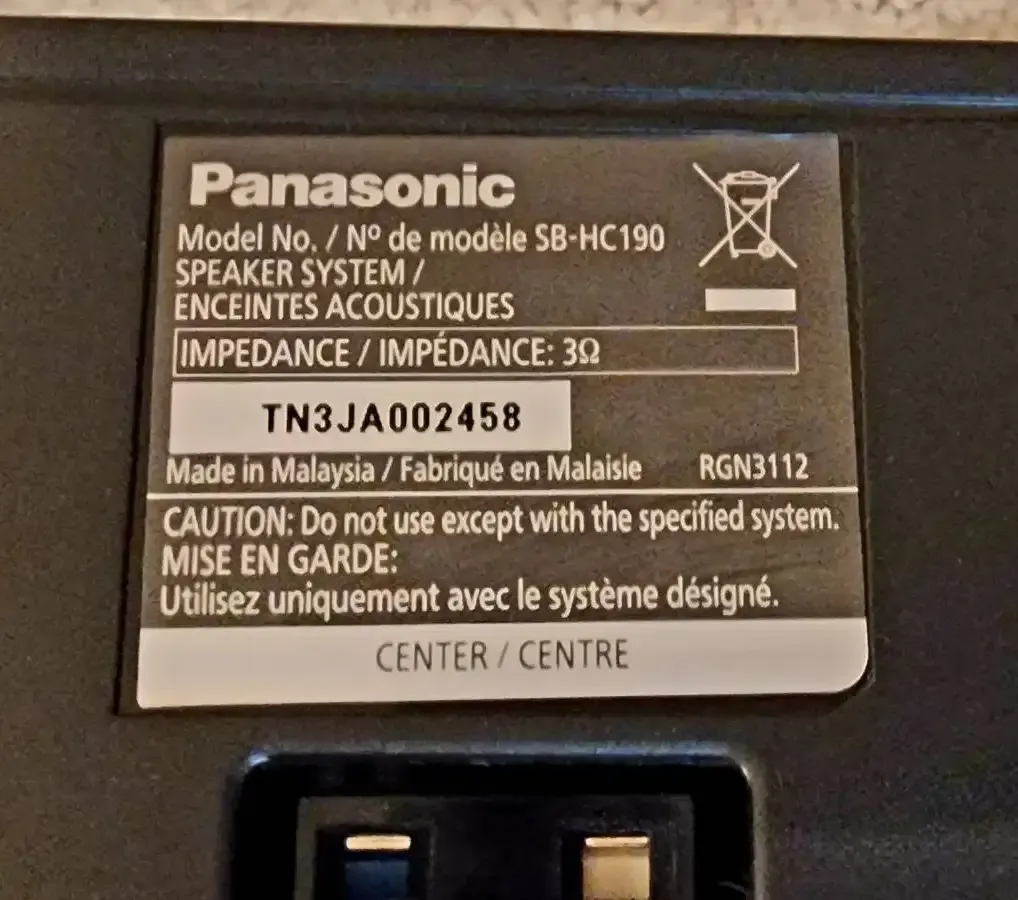 Panasonic
Model No. / Nº de modèle SB-HC190
SPEAKER SYSTEM /
ENCEINTES ACOUSTIQUES
IMPEDANCE / IMPÉDANCE: 3Ω
TN3JA002458
Made in Malaysia / Fabriqué en Malaisie RGN3112
CAUTION: Do not use except with the specified system.
MISE EN GARDE:
Utilisez uniquement avec le système désigné.
CENTER / CENTRE